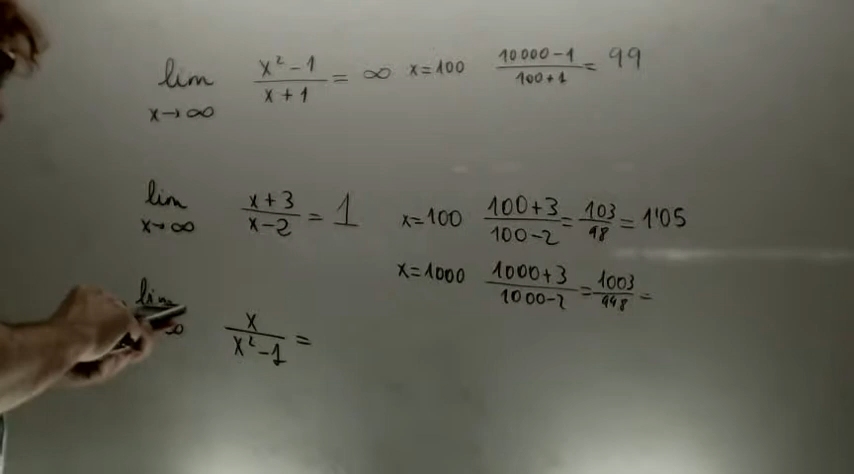 lim x→∞ x² - 1 / x + 1 = ∞ x = 100 10000 - 1 / 100 + 1 = 99
lim x→∞ x + 3 / x - 2 = 1 x = 100 100 + 3 / 100 - 2 = 103 / 98 = 1'05
x = 1000 1000 + 3 / 1000 - 2 = 1003 / 998 =
lim ∞ x / x² - 1 =